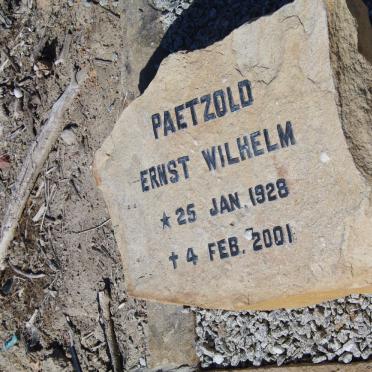 PAETZOLD
ERNST WILHELM
★ 25 JAN. 1928
† 4 FEB. 2001